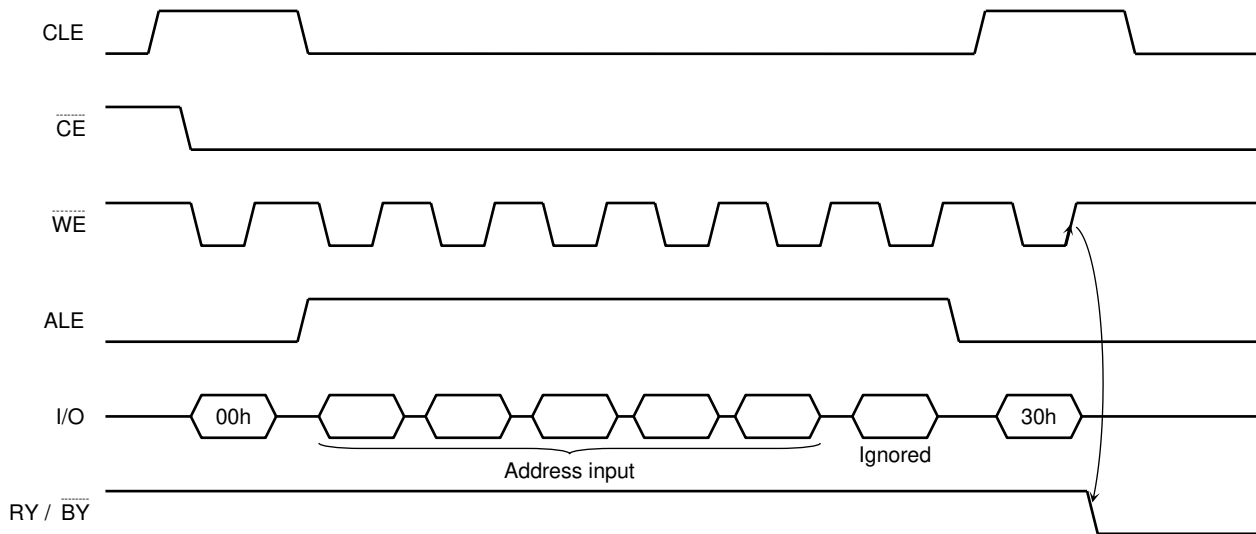 CLE
CE
WE
ALE
I/O 00h 30h
Ignored
Address input
RY / BY